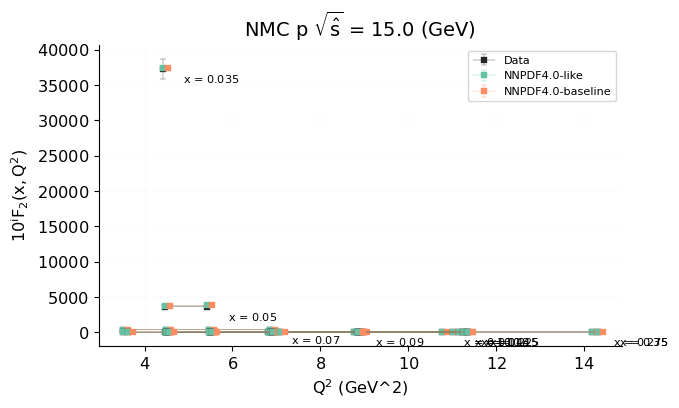 NMC p √ŝ = 15.0 (GeV)
10ⁱF₂(x, Q²)
40000
35000
30000
25000
20000
15000
10000
5000
0
Data
NNPDF4.0-like
NNPDF4.0-baseline
x = 0.035
x = 0.05
x = 0.07
x = 0.09
4
6
8
10
12
14
Q² (GeV^2)